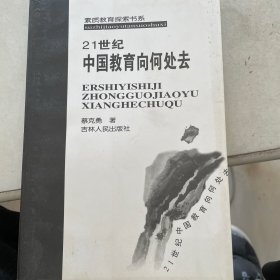 素质教育探索书系
suzhijiaoyutansuoshuxi
21世纪
中国教育向何处去
ERSHIYISHIJI
ZHONGGUOJIAOYU
XIANGHECHUQU
蔡克勇 著
吉林人民出版社
21世纪中国教育向何处去